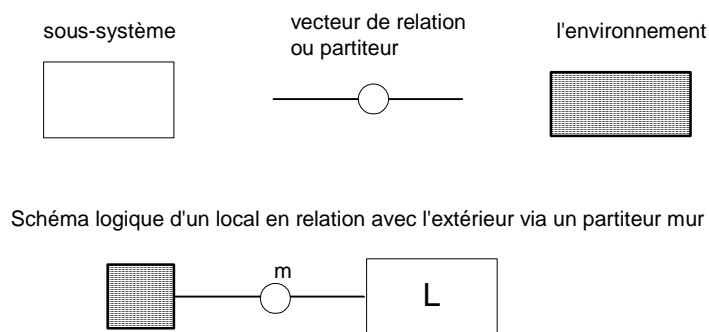 sous-système
vecteur de relation
ou partiteur
l'environnement
Schéma logique d'un local en relation avec l'extérieur via un partiteur mur
m
L